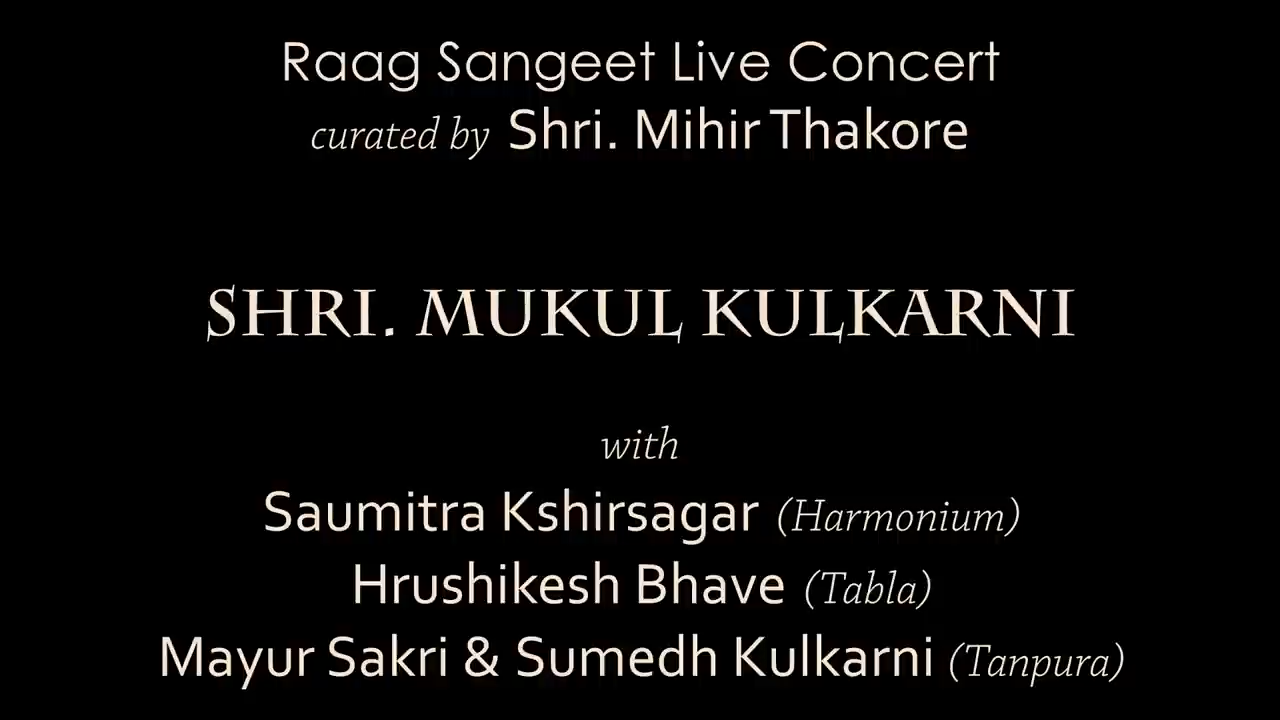 Raag Sangeet Live Concert
curated by Shri. Mihir Thakore
SHRI. MUKUL KULKARNI
with
Saumitra Kshirsagar (Harmonium)
Hrushikesh Bhave (Tabla)
Mayur Sakri & Sumedh Kulkarni (Tanpura)